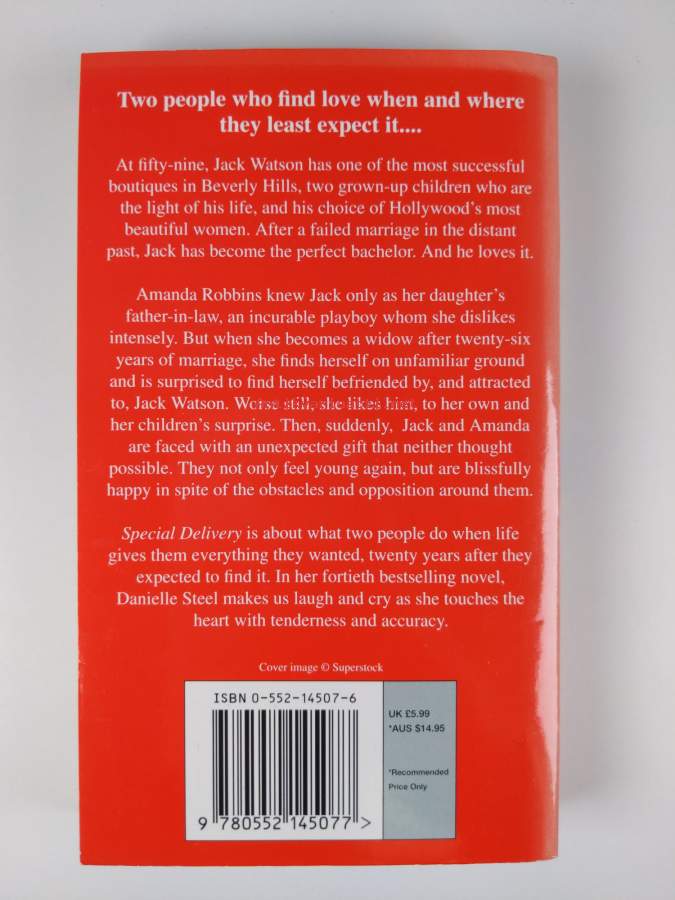 Two people who find love when and where
they least expect it....
At fifty-nine, Jack Watson has one of the most successful
boutiques in Beverly Hills, two grown-up children who are
the light of his life, and his choice of Hollywood's most
beautiful women. After a failed marriage in the distant
past, Jack has become the perfect bachelor. And he loves it.
Amanda Robbins knew Jack only as her daughter's
father-in-law, an incurable playboy whom she dislikes
intensely. But when she becomes a widow after twenty-six
years of marriage, she finds herself on unfamiliar ground
and is surprised to find herself befriended by, and attracted
to, Jack Watson. Worse still, she likes him, to her own and
her children's surprise. Then, suddenly, Jack and Amanda
are faced with an unexpected gift that neither thought
possible. They not only feel young again, but are blissfully
happy in spite of the obstacles and opposition around them.
Special Delivery is about what two people do when life
gives them everything they wanted, twenty years after they
expected to find it. In her fortieth bestselling novel,
Danielle Steel makes us laugh and cry as she touches the
heart with tenderness and accuracy.
Cover image © Superstock
ISBN 0-552-14507-6
UK £5.99
*AUS $14.95
*Recommended
Price Only
9 780552 145077 >